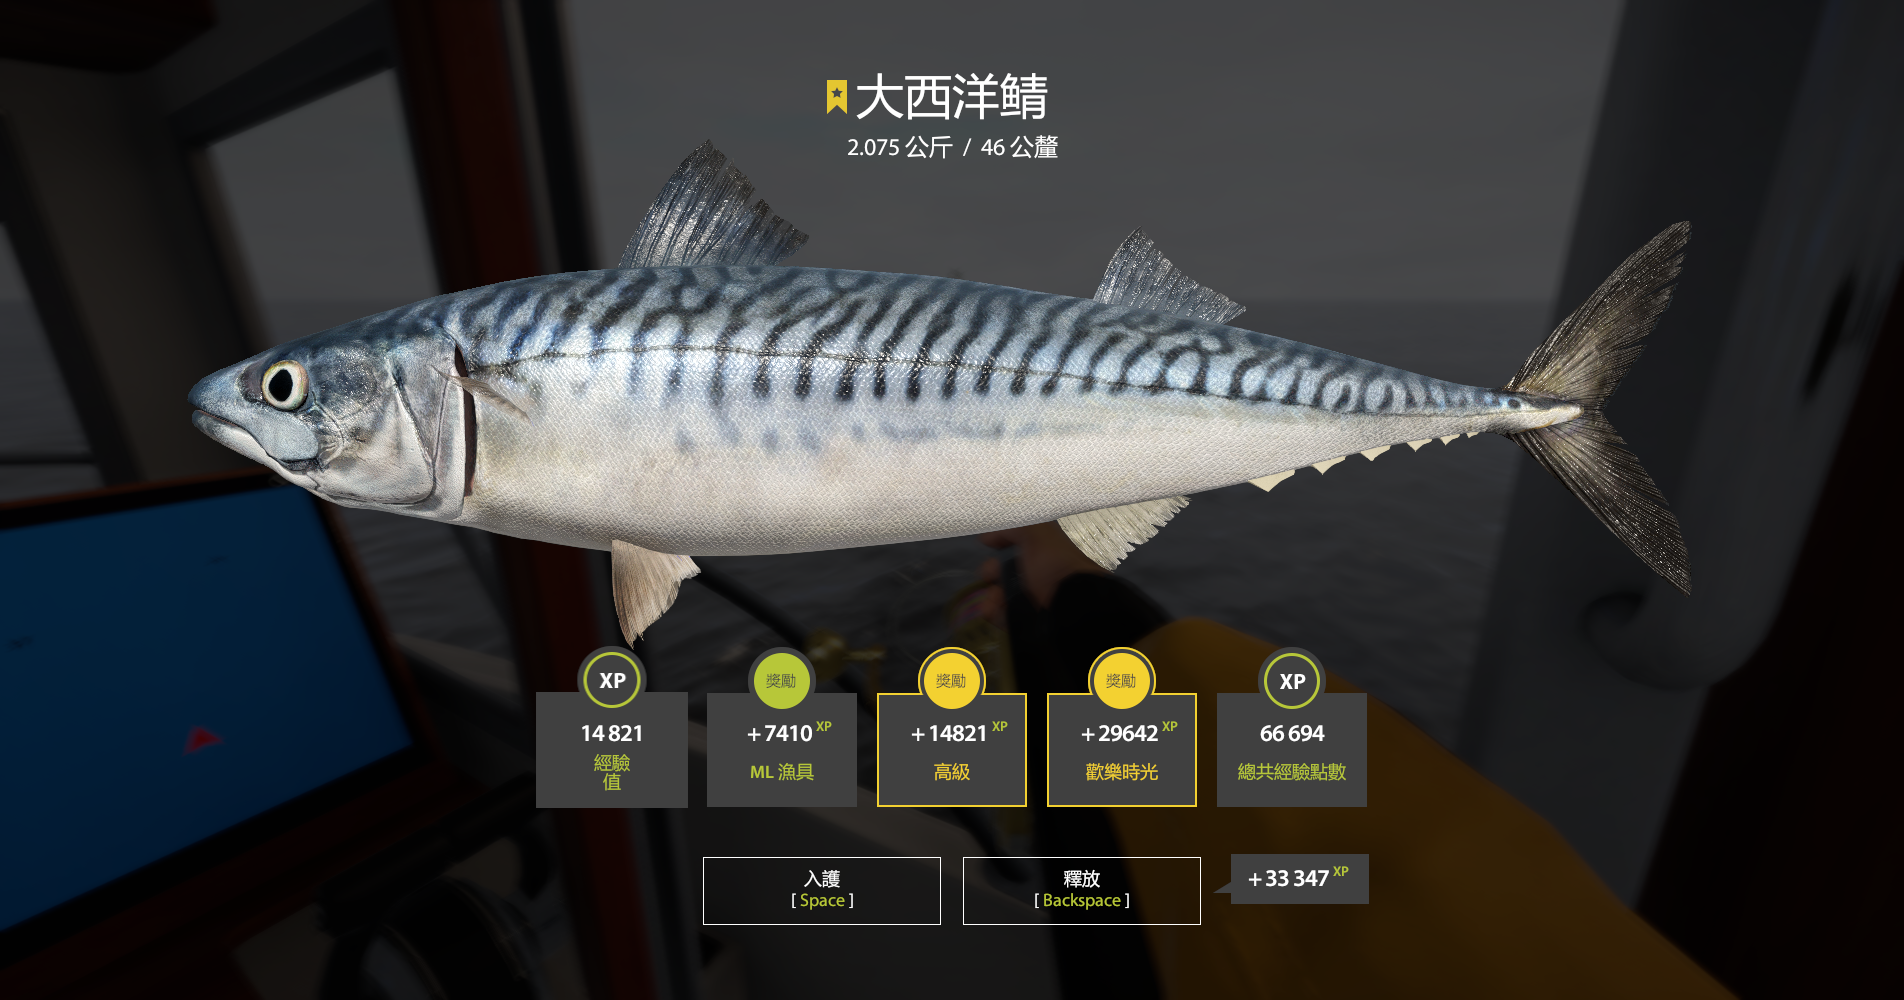 大西洋鯖
2.075 公斤 / 46 公釐
XP
14 821
經驗
值
獎勵
+ 7410 XP
ML 漁具
獎勵
+ 14821 XP
高級
獎勵
+ 29642 XP
歡樂時光
XP
66 694
總共經驗點數
入護
[ Space ]
釋放
[ Backspace ]
+ 33 347 XP